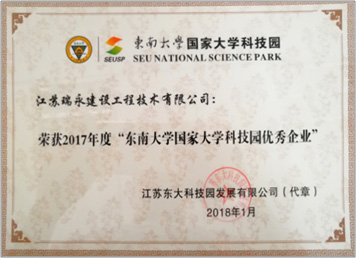 SEUSP
东南大学国家大学科技园
SEU NATIONAL SCIENCE PARK
江苏瑞永建设工程技术有限公司：
荣获2017年度“东南大学国家大学科技园优秀企业”
江苏东大科技园发展有限公司（代章）
2018年1月